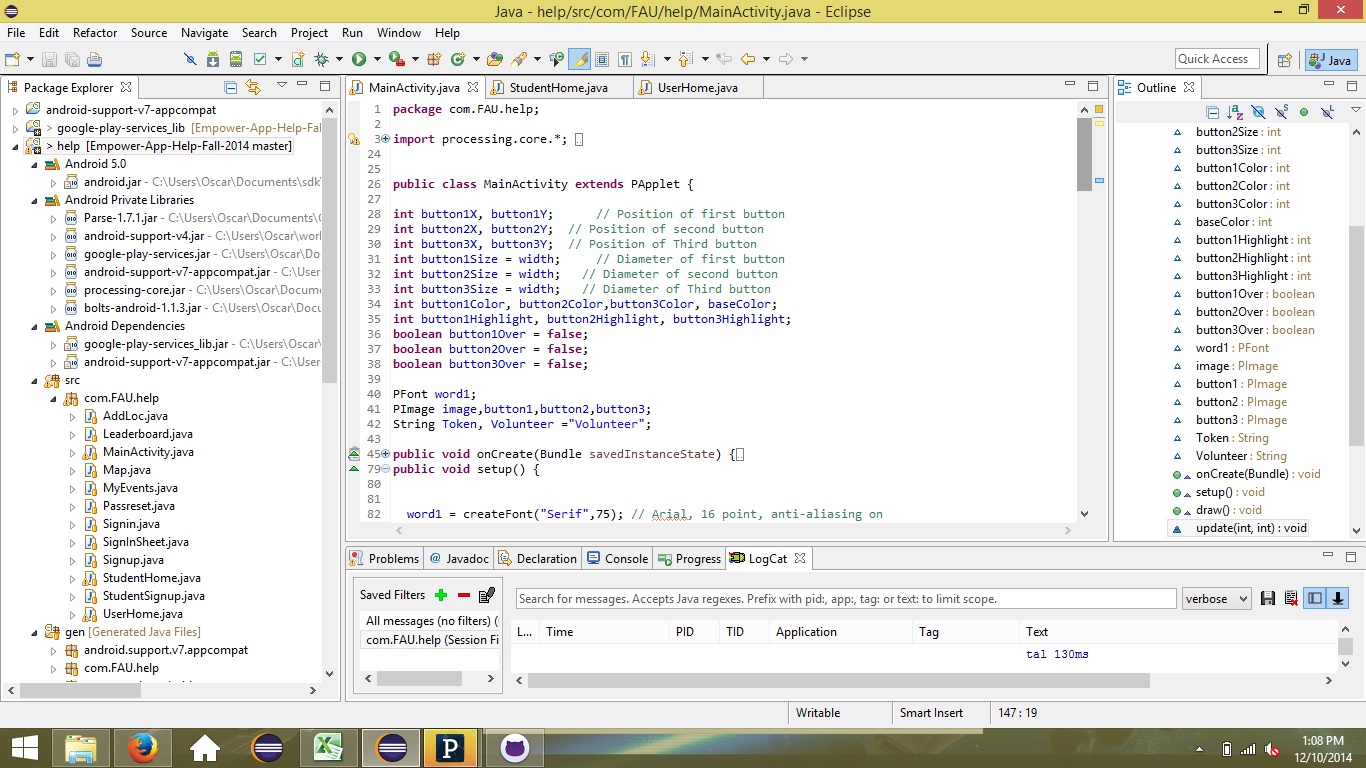 Java - help/src/com/FAU/help/MainActivity.java - Eclipse
File Edit Refactor Source Navigate Search Project Run Window Help
Quick Access
Java
Package Explorer
android-support-v7-appcompat
> google-play-services_lib [Empower-App-Help-Fal
> help [Empower-App-Help-Fall-2014 master]
Android 5.0
android.jar - C:\Users\Oscar\Documents\sdk
Android Private Libraries
Parse-1.7.1.jar - C:\Users\Oscar\Documents\
android-support-v4.jar - C:\Users\Oscar\wor
google-play-services.jar - C:\Users\Oscar\Do
android-support-v7-appcompat.jar - C:\User
processing-core.jar - C:\Users\Oscar\Docum
bolts-android-1.1.3.jar - C:\Users\Oscar\Doc
Android Dependencies
google-play-services_lib.jar - C:\Users\Oscar
android-support-v7-appcompat.jar - C:\User
src
com.FAU.help
AddLoc.java
Leaderboard.java
MainActivity.java
Map.java
MyEvents.java
Passreset.java
Signin.java
SignInSheet.java
Signup.java
StudentHome.java
StudentSignup.java
UserHome.java
gen [Generated Java Files]
android.support.v7.appcompat
com.FAU.help
MainActivity.java StudentHome.java UserHome.java
1 package com.FAU.help;
2
3 import processing.core.*;
24
25
26 public class MainActivity extends PApplet {
27
28 int button1X, button1Y; // Position of first button
29 int button2X, button2Y; // Position of second button
30 int button3X, button3Y; // Position of Third button
31 int button1Size = width; // Diameter of first button
32 int button2Size = width; // Diameter of second button
33 int button3Size = width; // Diameter of Third button
34 int button1Color, button2Color,button3Color, baseColor;
35 int button1Highlight, button2Highlight, button3Highlight;
36 boolean button1Over = false;
37 boolean button2Over = false;
38 boolean button3Over = false;
39
40 PFont word1;
41 PImage image,button1,button2,button3;
42 String Token, Volunteer ="Volunteer";
43
45 public void onCreate(Bundle savedInstanceState) {
79 public void setup() {
80
81
82 word1 = createFont("Serif",75); // Arial, 16 point, anti-aliasing on
Outline
button2Size : int
button3Size : int
button1Color : int
button2Color : int
button3Color : int
baseColor : int
button1Highlight : int
button2Highlight : int
button3Highlight : int
button1Over : boolean
button2Over : boolean
button3Over : boolean
word1 : PFont
image : PImage
button1 : PImage
button2 : PImage
button3 : PImage
Token : String
Volunteer : String
onCreate(Bundle) : void
setup() : void
draw() : void
update(int, int) : void
Problems @ Javadoc Declaration Console Progress LogCat
Saved Filters
All messages (no filters) (
com.FAU.help (Session Fi
Search for messages. Accepts Java regexes. Prefix with pid:, app:, tag: or text: to limit scope.
verbose
L... Time PID TID Application Tag Text
tal 130ms
Writable Smart Insert 147 : 19
P
1:08 PM
12/10/2014